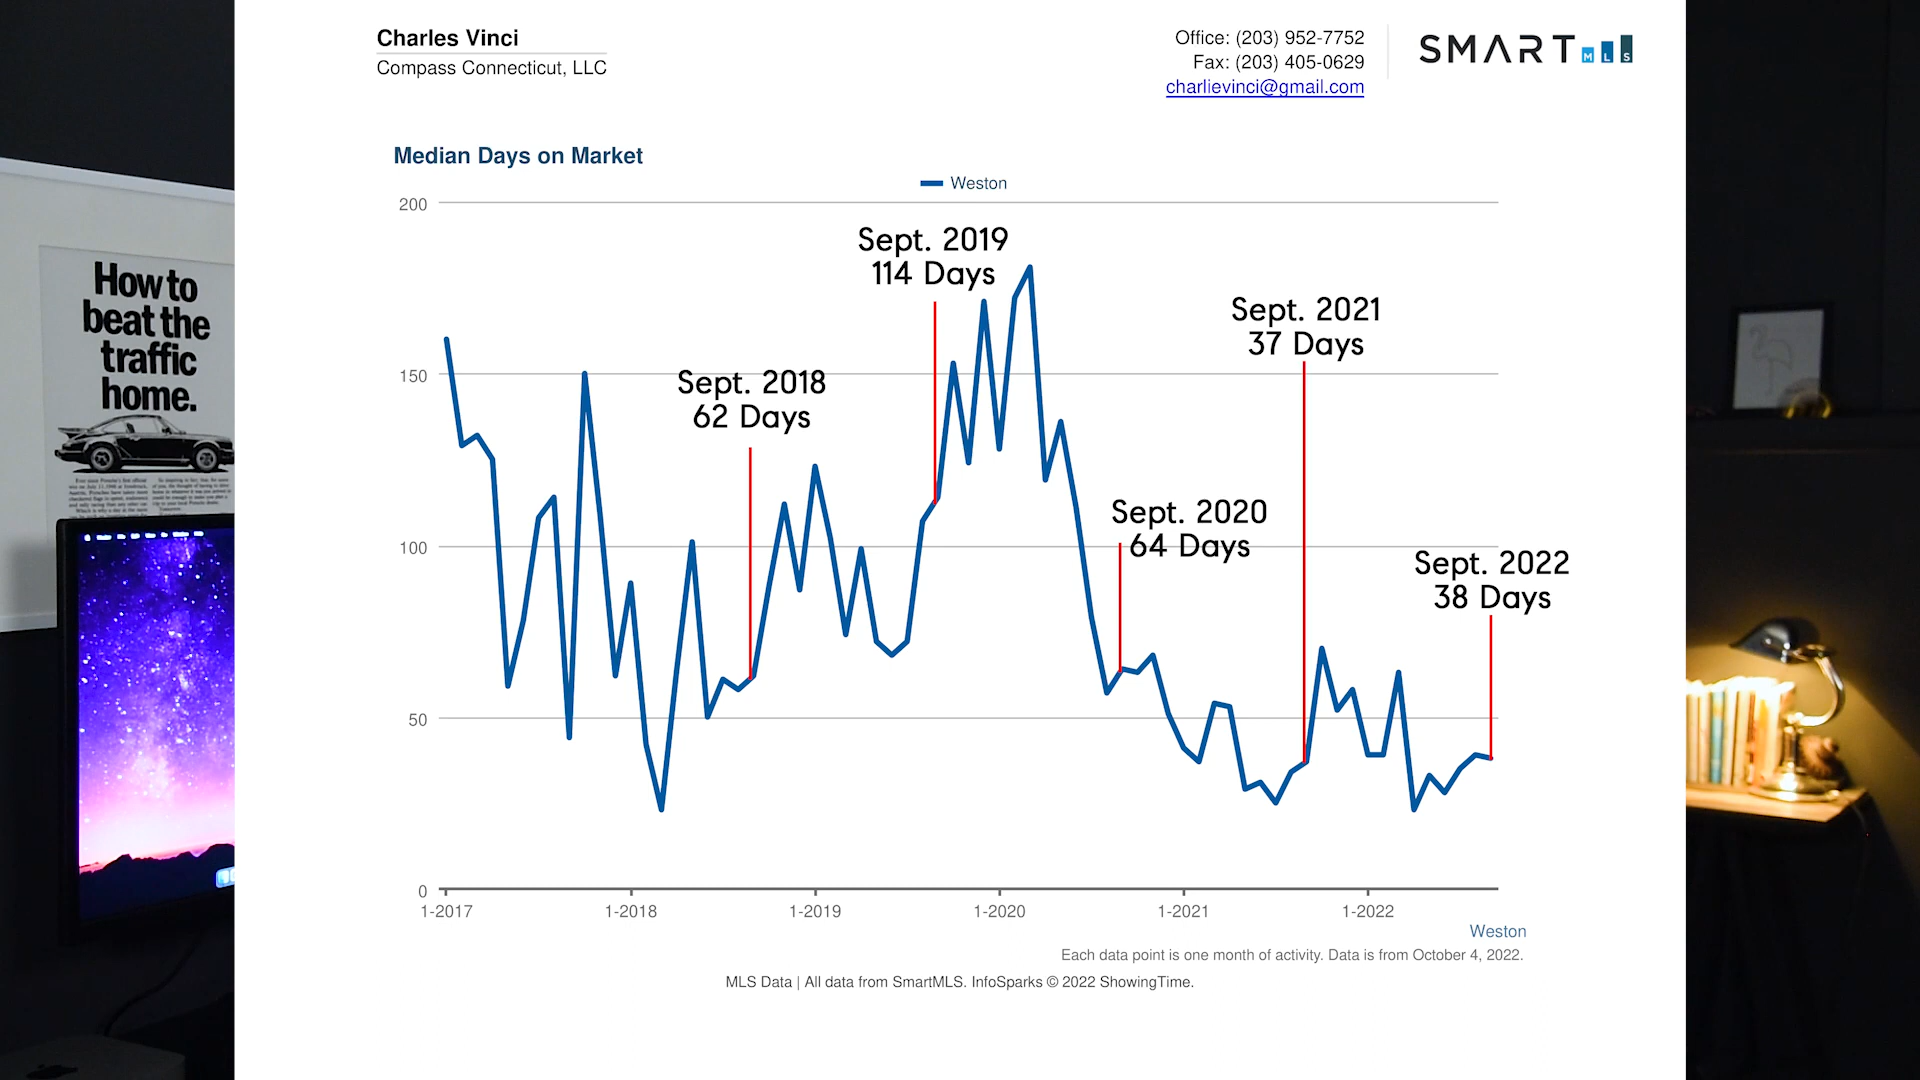 Charles Vinci
Compass Connecticut, LLC
Office: (203) 952-7752
Fax: (203) 405-0629
charlievinci@gmail.com
SMART
MLS
Median Days on Market
Weston
200
150
100
50
0
Sept. 2018
62 Days
Sept. 2019
114 Days
Sept. 2020
64 Days
Sept. 2021
37 Days
Sept. 2022
38 Days
1-2017
1-2018
1-2019
1-2020
1-2021
1-2022
Weston
Each data point is one month of activity. Data is from October 4, 2022.
MLS Data | All data from SmartMLS. InfoSparks © 2022 ShowingTime.
How to
beat the
traffic
home.